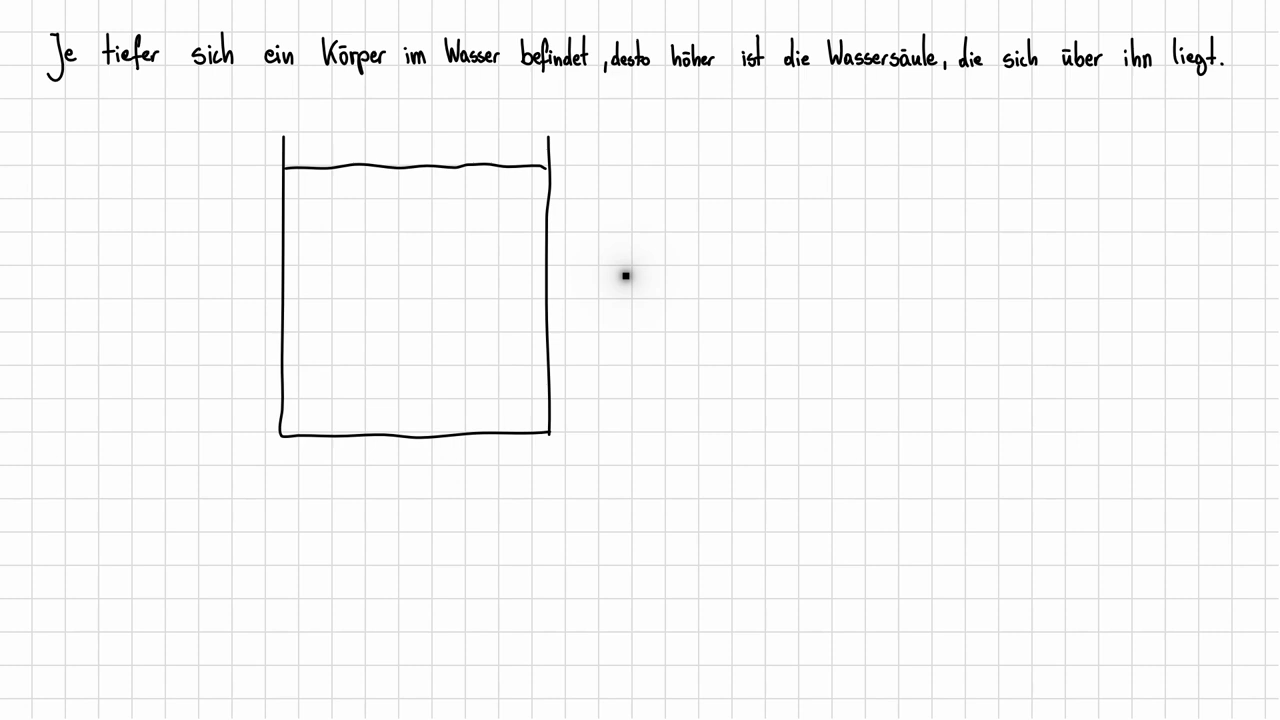 Je tiefer sich ein Körper im Wasser befindet, desto höher ist die Wassersäule, die sich über ihn liegt.